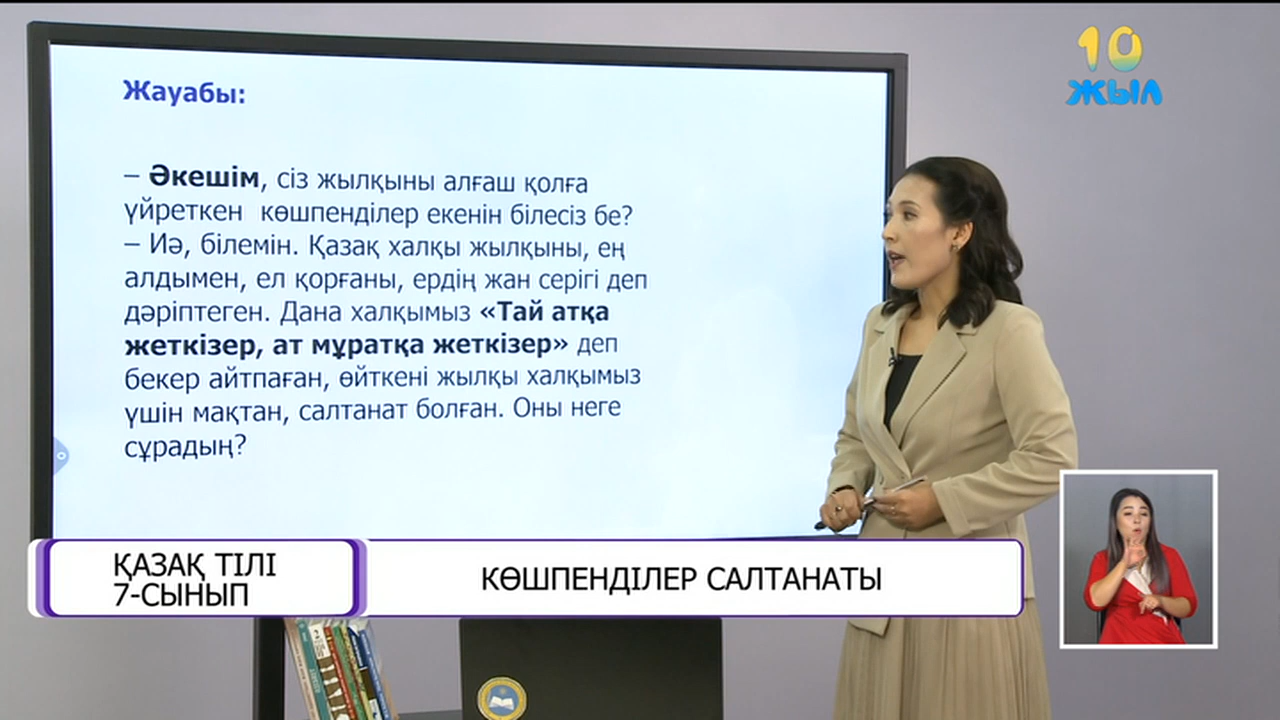 10
ЖЫЛ
Жауабы:
– Әкешім, сіз жылқыны алғаш қолға
үйреткен көшпенділер екенін білесіз бе?
– Иә, білемін. Қазақ халқы жылқыны, ең
алдымен, ел қорғаны, ердің жан серігі деп
дәріптеген. Дана халқымыз «Тай атқа
жеткізер, ат мұратқа жеткізер» деп
бекер айтпаған, өйткені жылқы халқымыз
үшін мақтан, салтанат болған. Оны неге
сұрадың?
ҚАЗАҚ ТІЛІ
7-СЫНЫП
КӨШПЕНДІЛЕР САЛТАНАТЫ